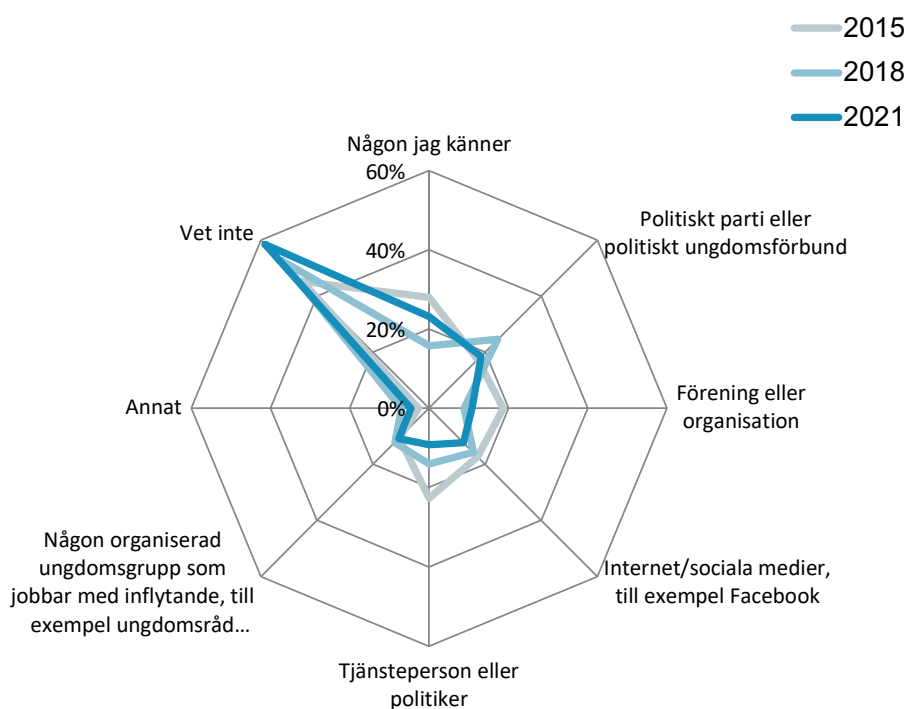 2015
2018
2021
Någon jag känner
60%
Politiskt parti eller
politiskt ungdomsförbund
Vet inte
40%
20%
Förening eller
organisation
Annat
0%
Någon organiserad
ungdomsgrupp som
jobbar med inflytande, till
exempel ungdomsråd...
Internet/sociala medier,
till exempel Facebook
Tjänsteperson eller
politiker